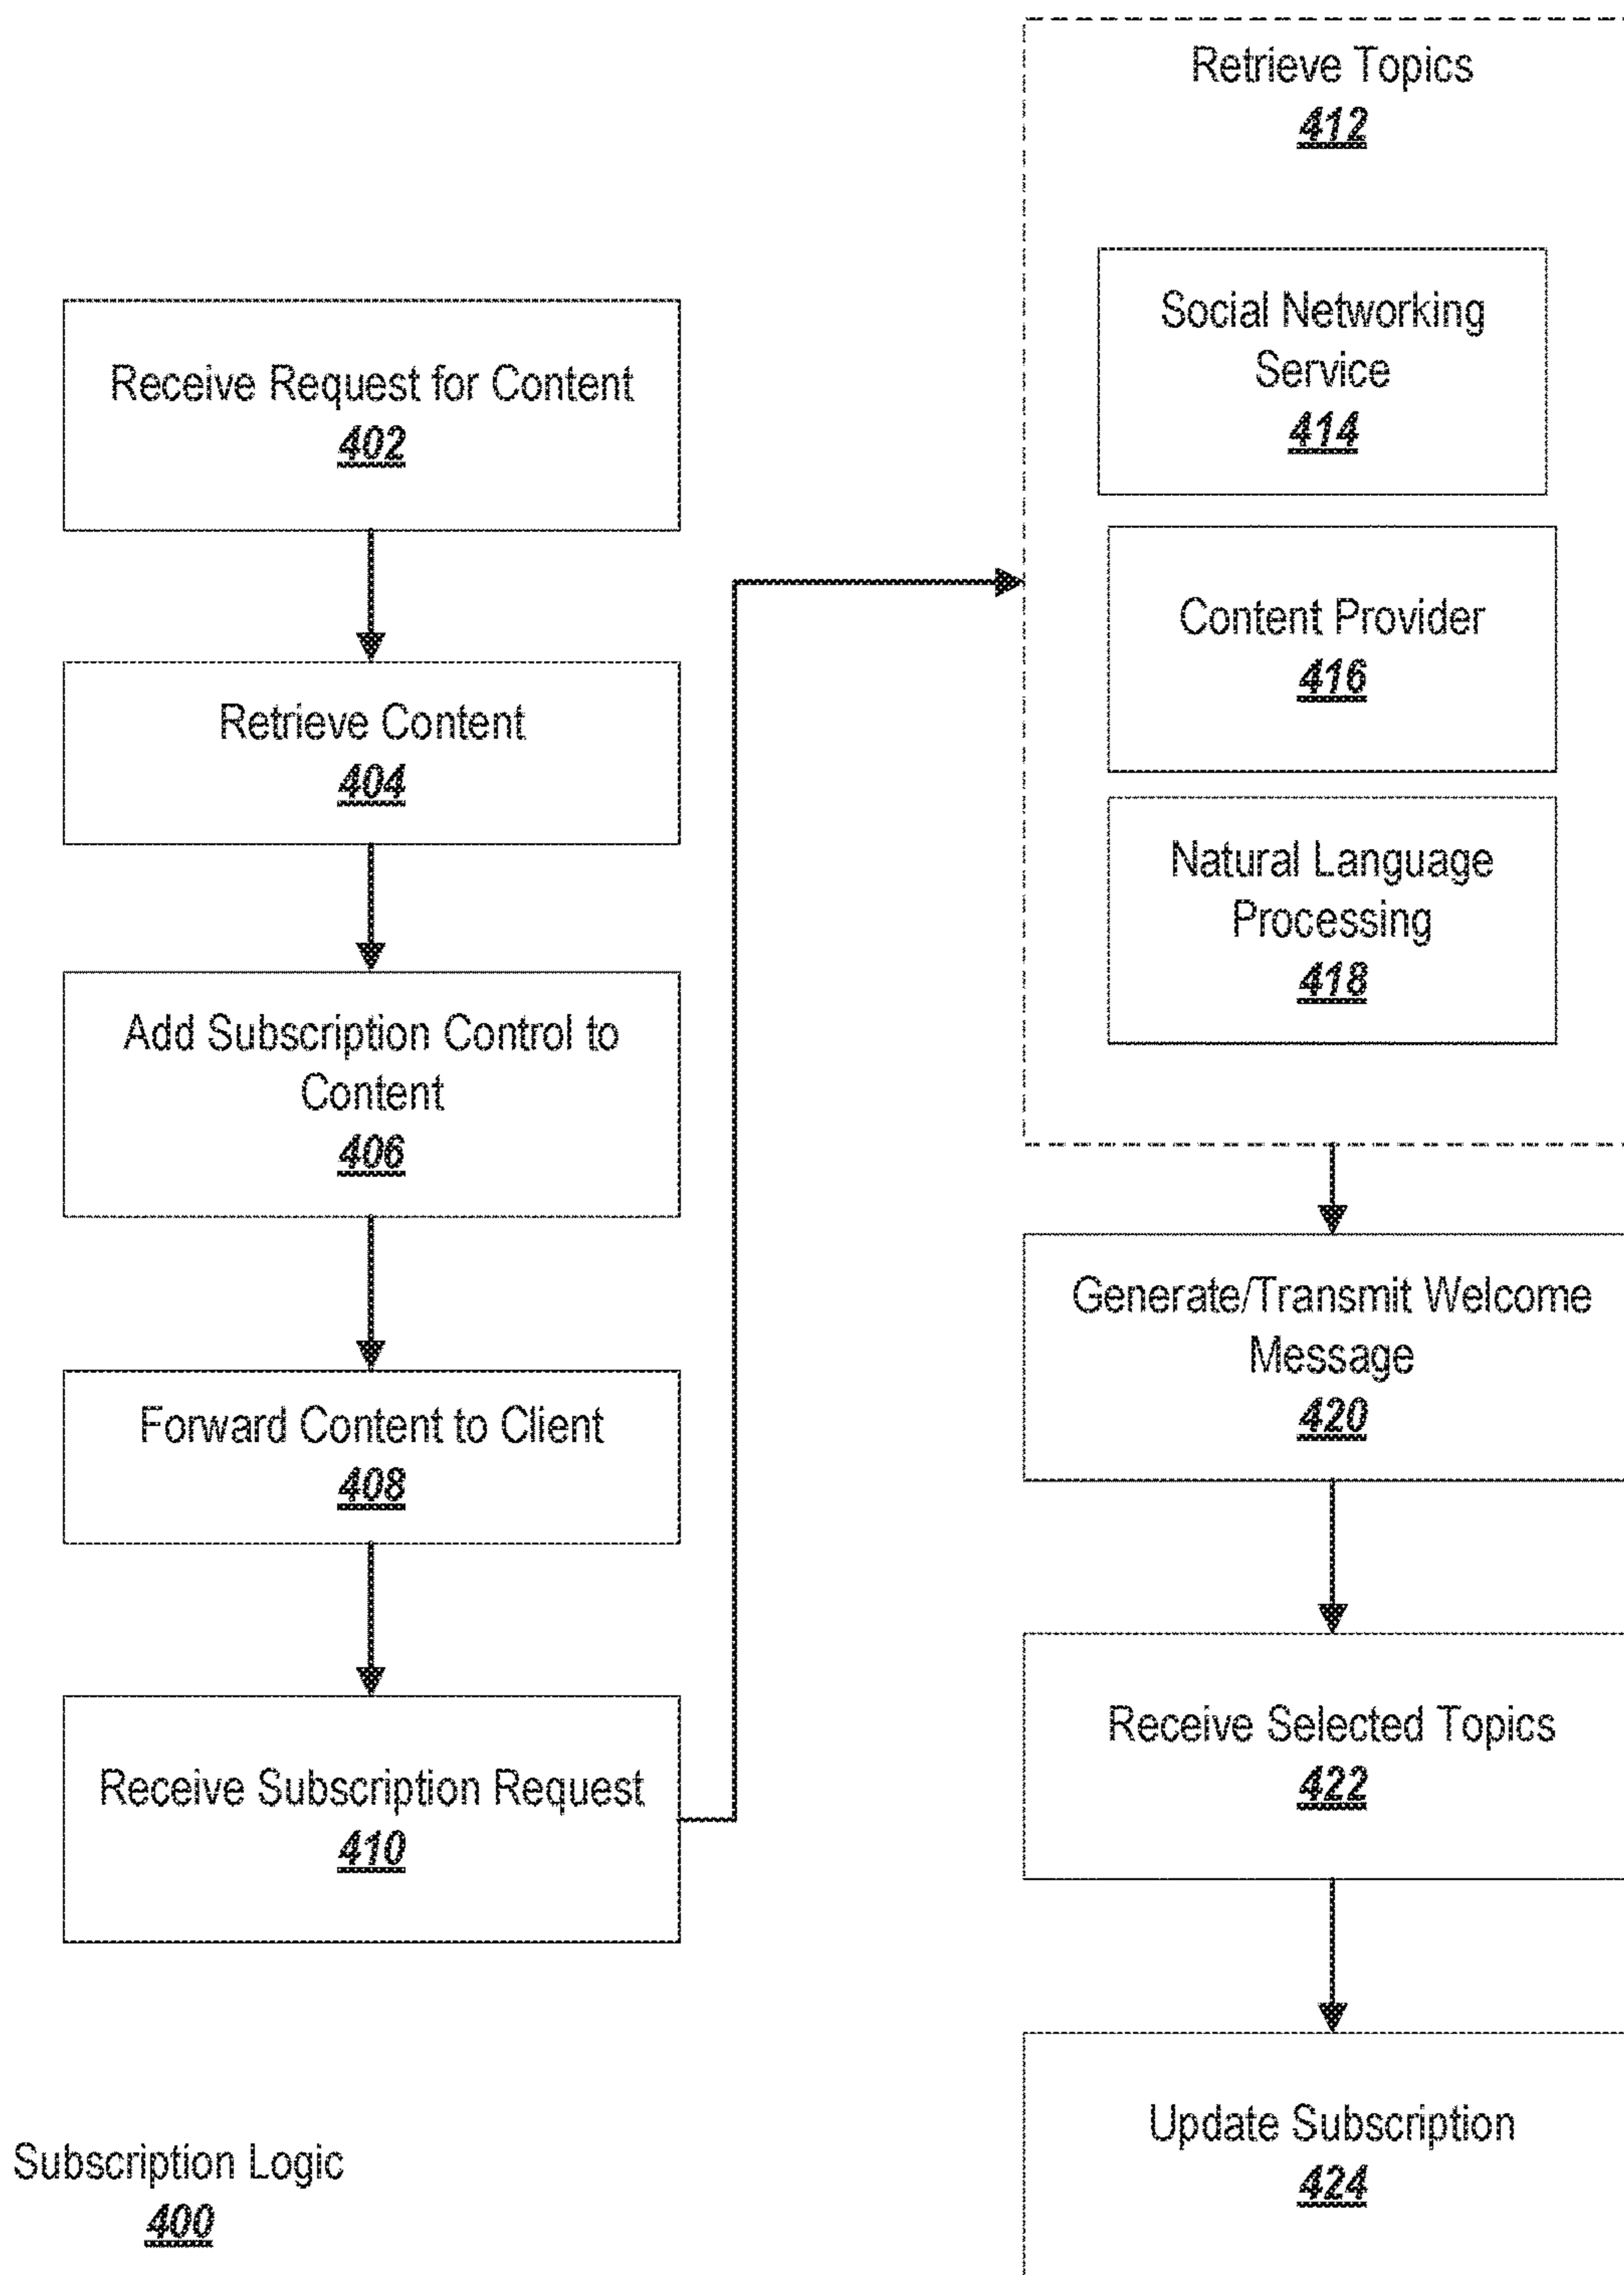 Receive Request for Content
402
Retrieve Content
404
Add Subscription Control to
Content
406
Forward Content to Client
408
Receive Subscription Request
410
Retrieve Topics
412
Social Networking
Service
414
Content Provider
416
Natural Language
Processing
418
Generate/Transmit Welcome
Message
420
Receive Selected Topics
422
Update Subscription
424
Subscription Logic
400